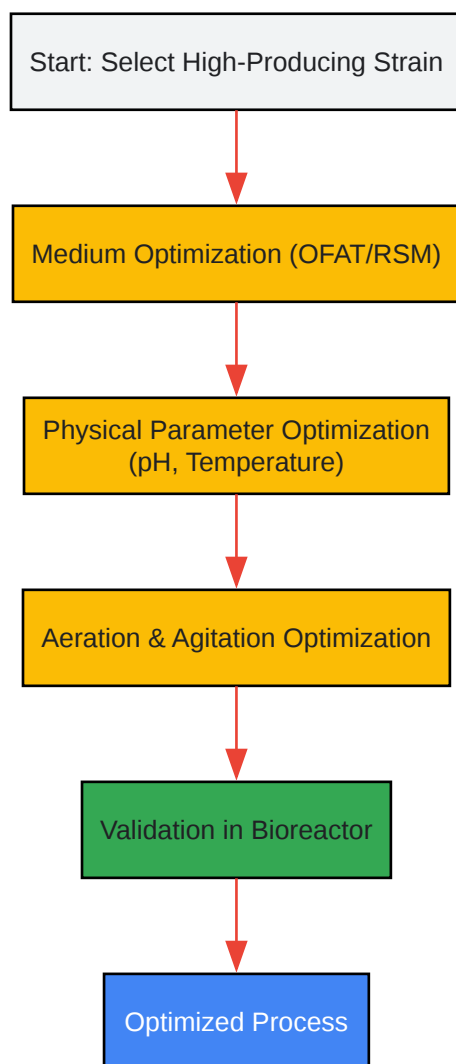 Start: Select High-Producing Strain
Medium Optimization (OFAT/RSM)
Physical Parameter Optimization
(pH, Temperature)
Aeration & Agitation Optimization
Validation in Bioreactor
Optimized Process